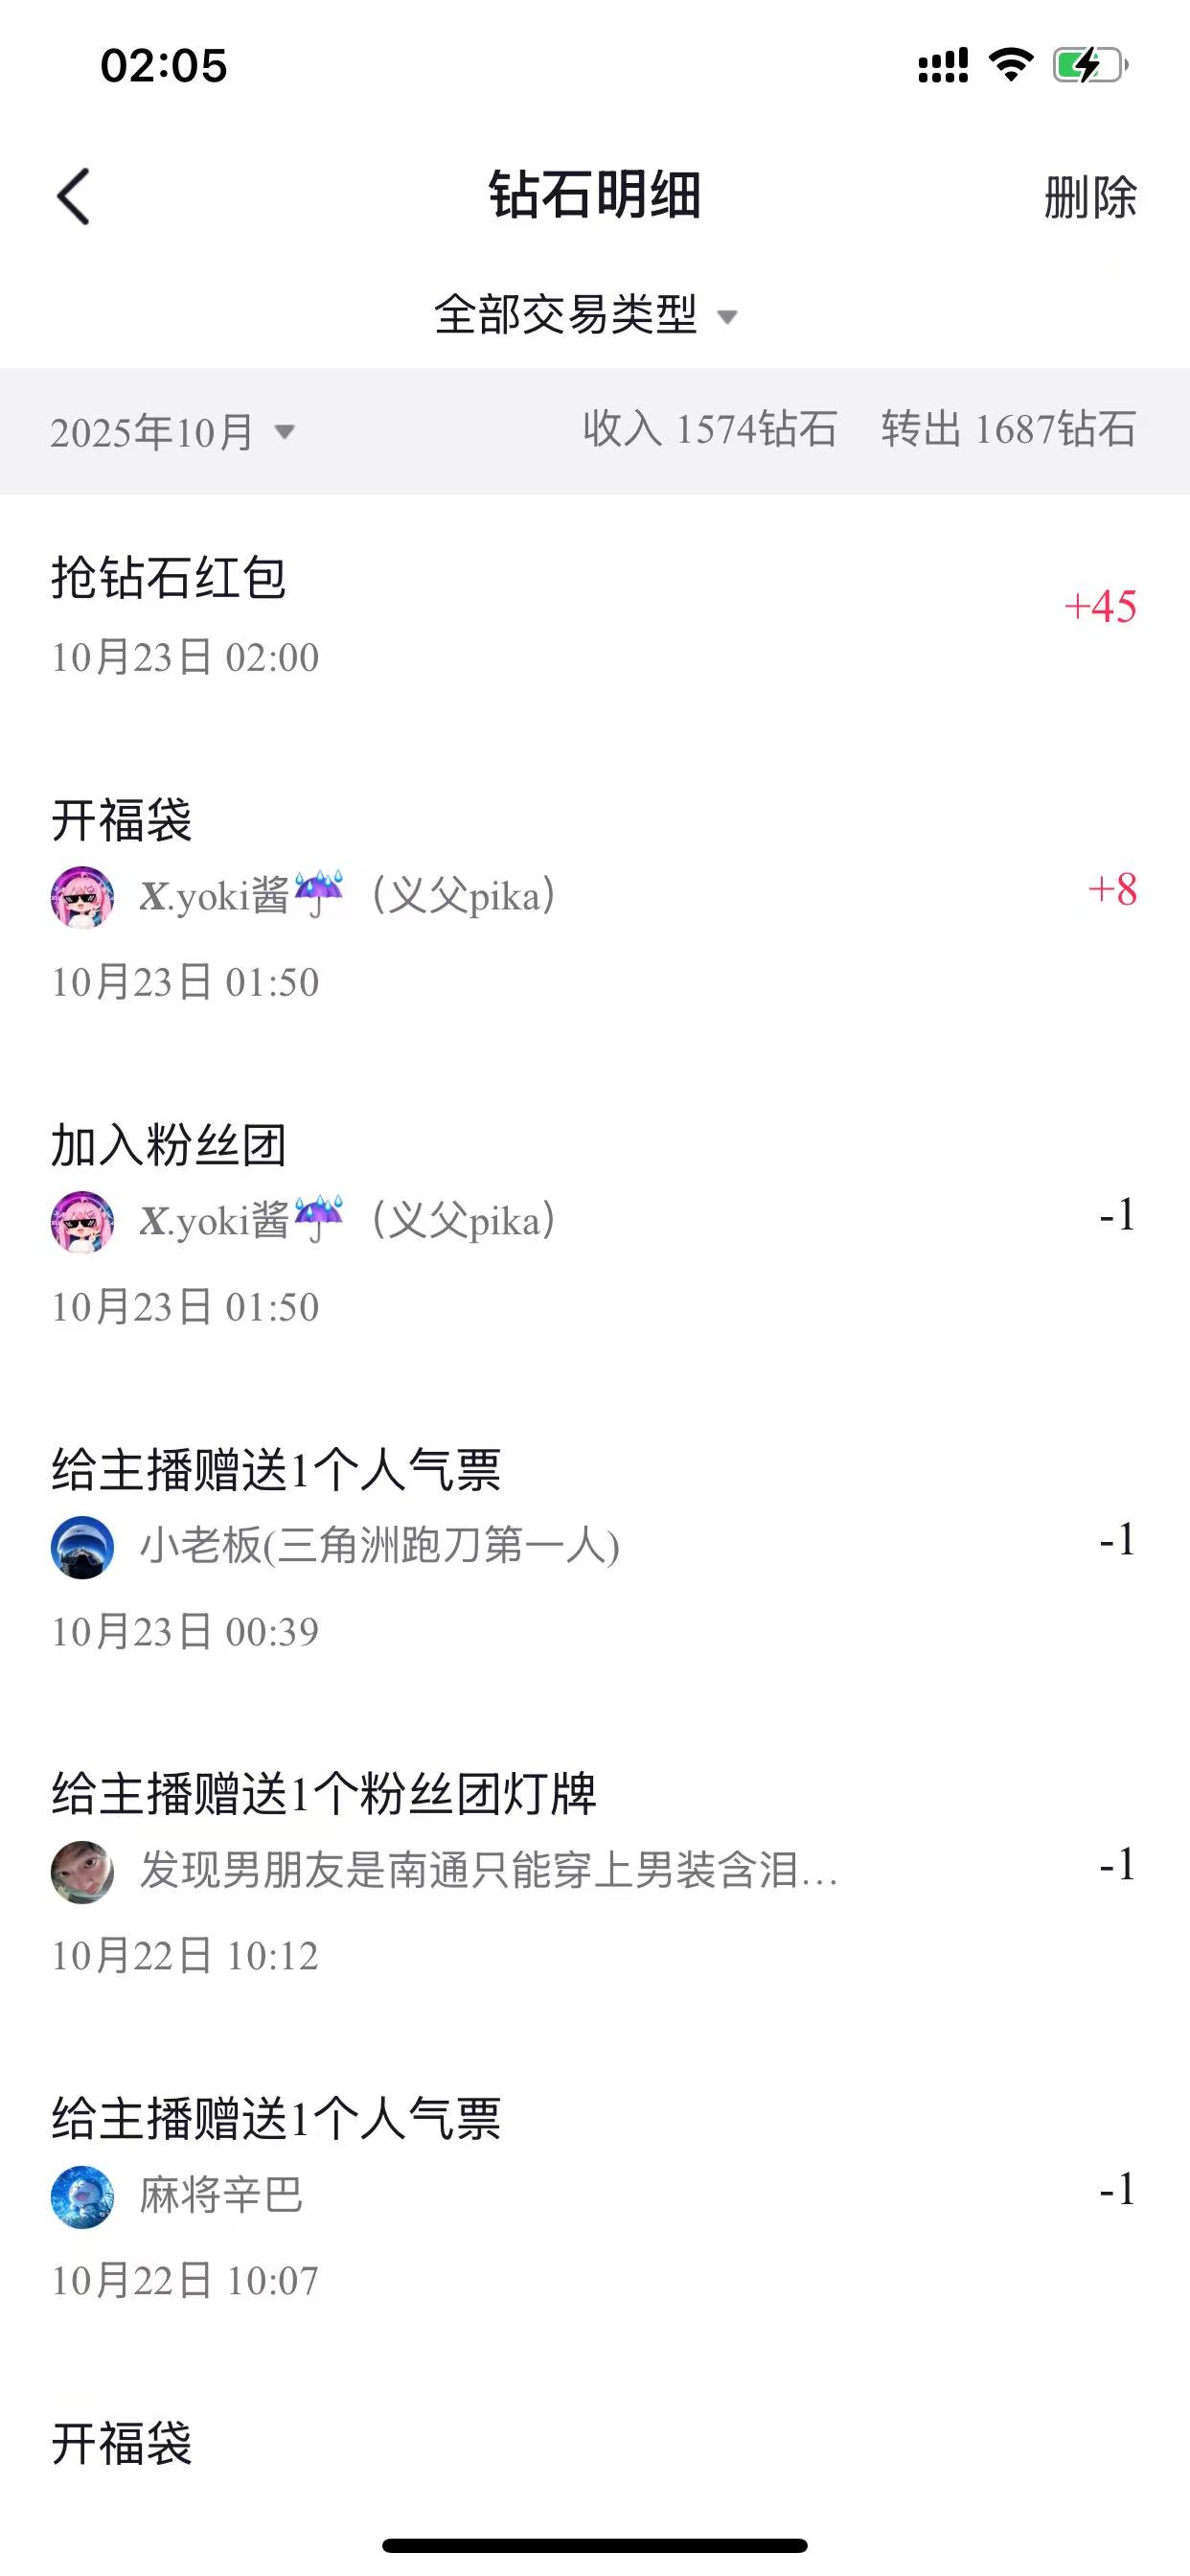 02:05
钻石明细
删除
全部交易类型
2025年10月 收入 1574钻石 转出 1687钻石
抢钻石红包
+45
10月23日 02:00
开福袋
X.yoki酱☔（义父pika）
+8
10月23日 01:50
加入粉丝团
X.yoki酱☔（义父pika）
-1
10月23日 01:50
给主播赠送1个人气票
小老板(三角洲跑刀第一人)
-1
10月23日 00:39
给主播赠送1个粉丝团灯牌
发现男朋友是南通只能穿上男装含泪...
-1
10月22日 10:12
给主播赠送1个人气票
麻将辛巴
-1
10月22日 10:07
开福袋